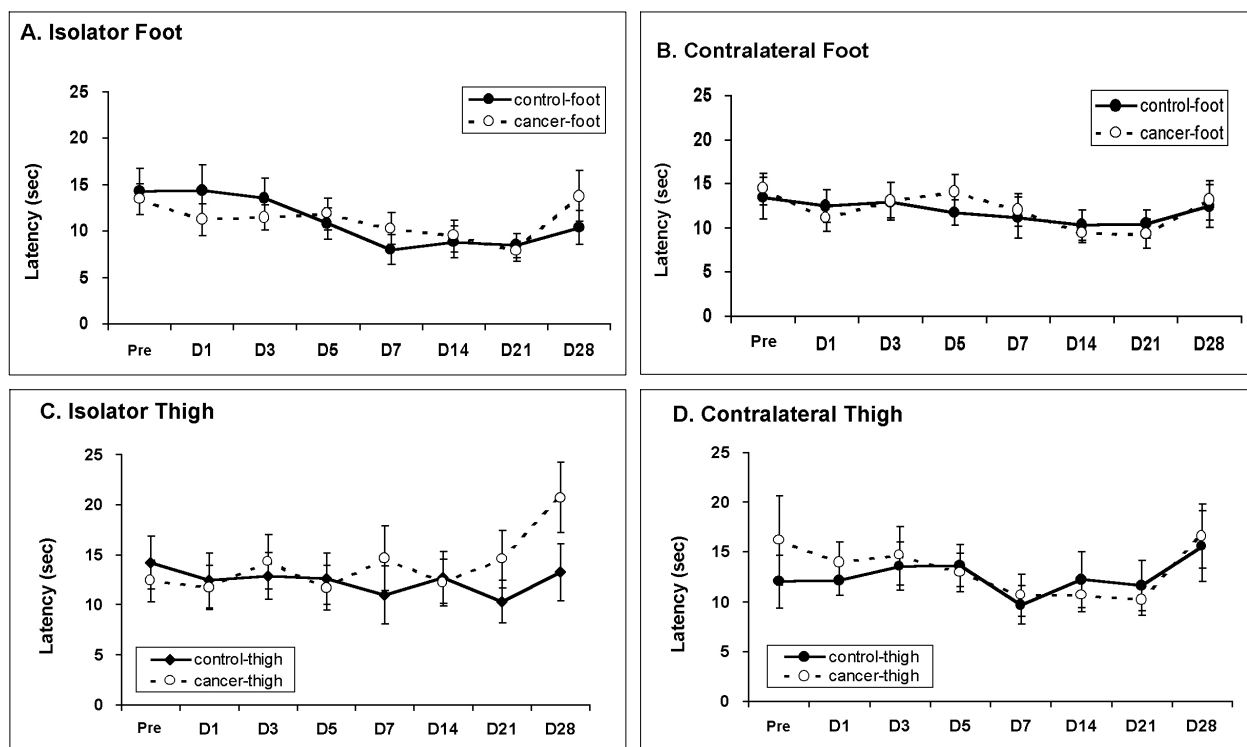 A. Isolator Foot
control-foot
cancer-foot
Latency (sec)
25
20
15
10
5
0
Pre D1 D3 D5 D7 D14 D21 D28
B. Contralateral Foot
control-foot
cancer-foot
Latency (sec)
25
20
15
10
5
0
Pre D1 D3 D5 D7 D14 D21 D28
C. Isolator Thigh
Latency (sec)
25
20
15
10
5
0
control-thigh
cancer-thigh
Pre D1 D3 D5 D7 D14 D21 D28
D. Contralateral Thigh
Latency (sec)
25
20
15
10
5
0
control-thigh
cancer-thigh
Pre D1 D3 D5 D7 D14 D21 D28